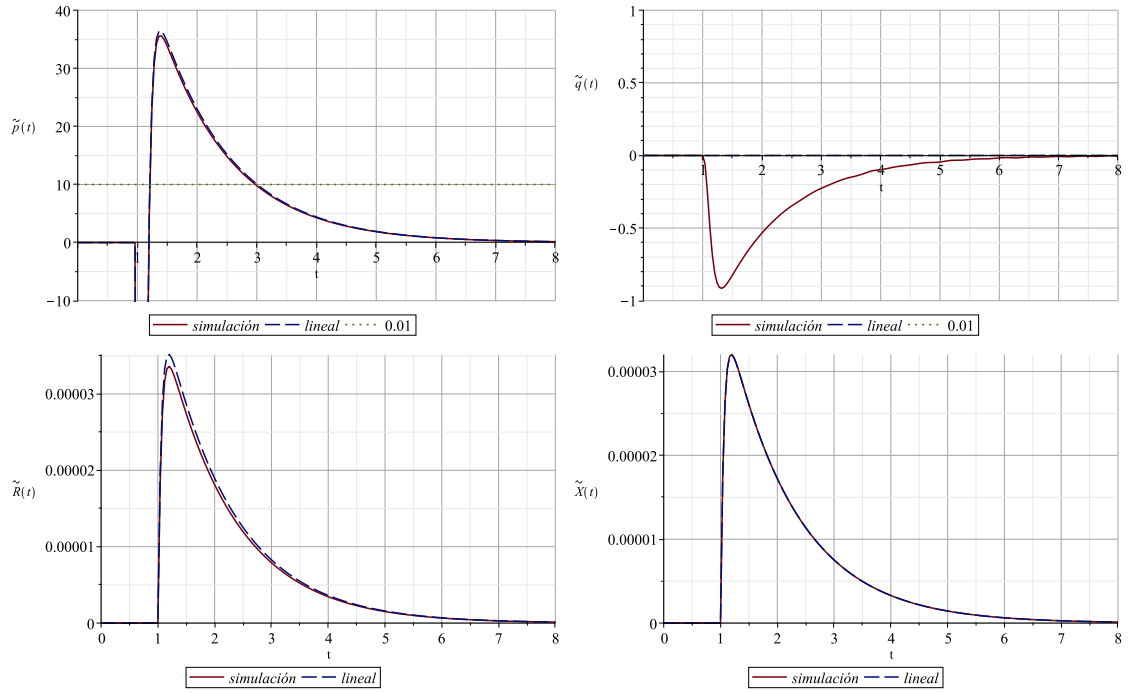 40
30
20
10
0
−10
p̃(t)
1 2 3 4 5 6 7 8
t
simulación lineal 0.01
1
0.5
0
−0.5
−1
q̃(t)
1 2 3 4 5 6 7 8
t
simulación lineal 0.01
0.00003
0.00002
0.00001
0
R̃(t)
0 1 2 3 4 5 6 7 8
t
simulación lineal
0.00003
0.00002
0.00001
0
X̃(t)
0 1 2 3 4 5 6 7 8
t
simulación lineal